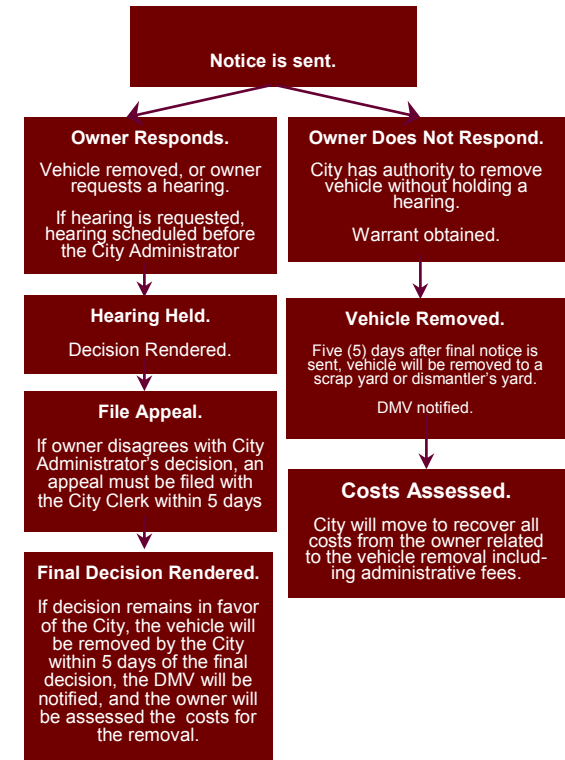 Notice is sent.
Owner Responds.
Vehicle removed, or owner
requests a hearing.
If hearing is requested,
hearing scheduled before
the City Administrator
Hearing Held.
Decision Rendered.
File Appeal.
If owner disagrees with City
Administrator's decision, an
appeal must be filed with
the City Clerk within 5 days
Final Decision Rendered.
If decision remains in favor
of the City, the vehicle will
be removed by the City
within 5 days of the final
decision, the DMV will be
notified, and the owner will
be assessed the costs for
the removal.
Owner Does Not Respond.
City has authority to remove
vehicle without holding a
hearing.
Warrant obtained.
Vehicle Removed.
Five (5) days after final notice is
sent, vehicle will be removed to a
scrap yard or dismantler's yard.
DMV notified.
Costs Assessed.
City will move to recover all
costs from the owner related
to the vehicle removal includ-
ing administrative fees.